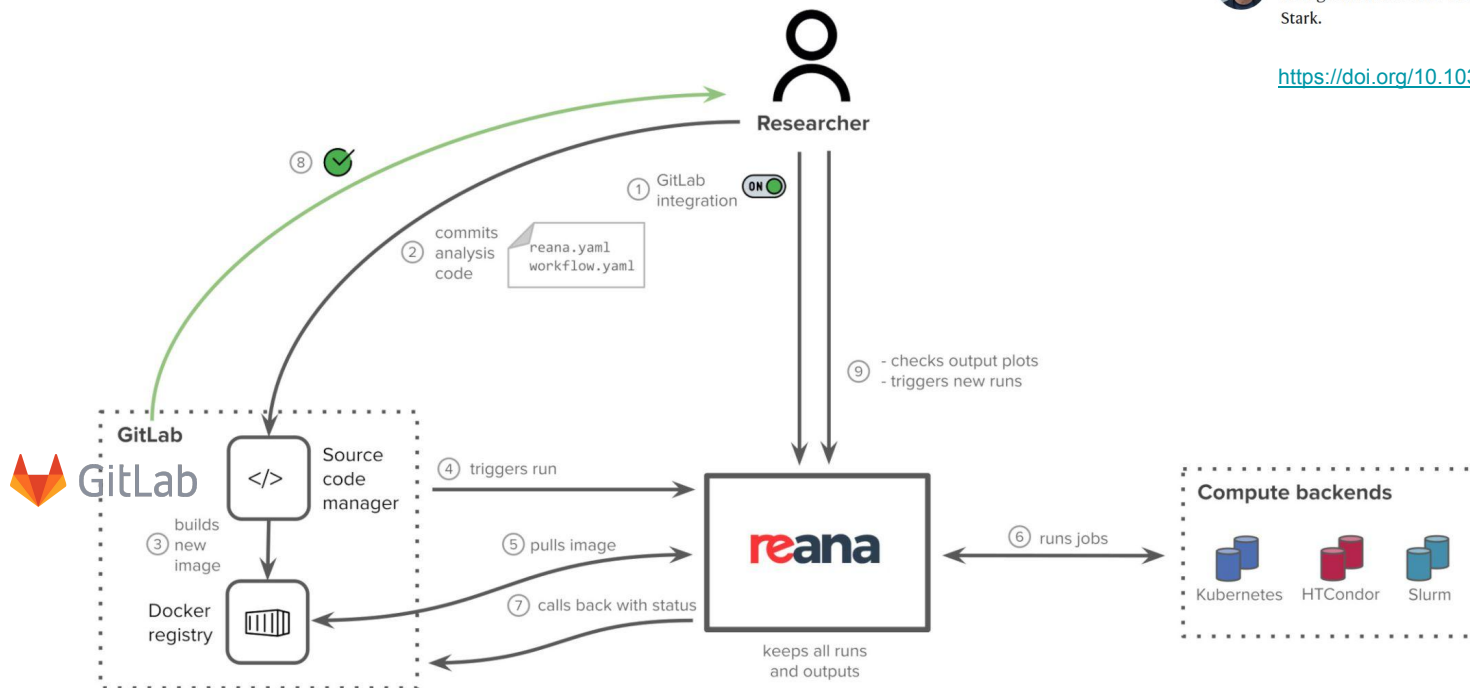 Stark.
https://doi.org/10.103
Researcher
8
1
GitLab
integration
ON
2
commits
analysis
code
reana.yaml
workflow.yaml
9
- checks output plots
- triggers new runs
GitLab
GitLab
</>
Source
code
manager
4 triggers run
3
builds
new
image
5 pulls image
reana
6 runs jobs
Compute backends
Kubernetes HTCondor Slurm
Docker
registry
7 calls back with status
keeps all runs
and outputs